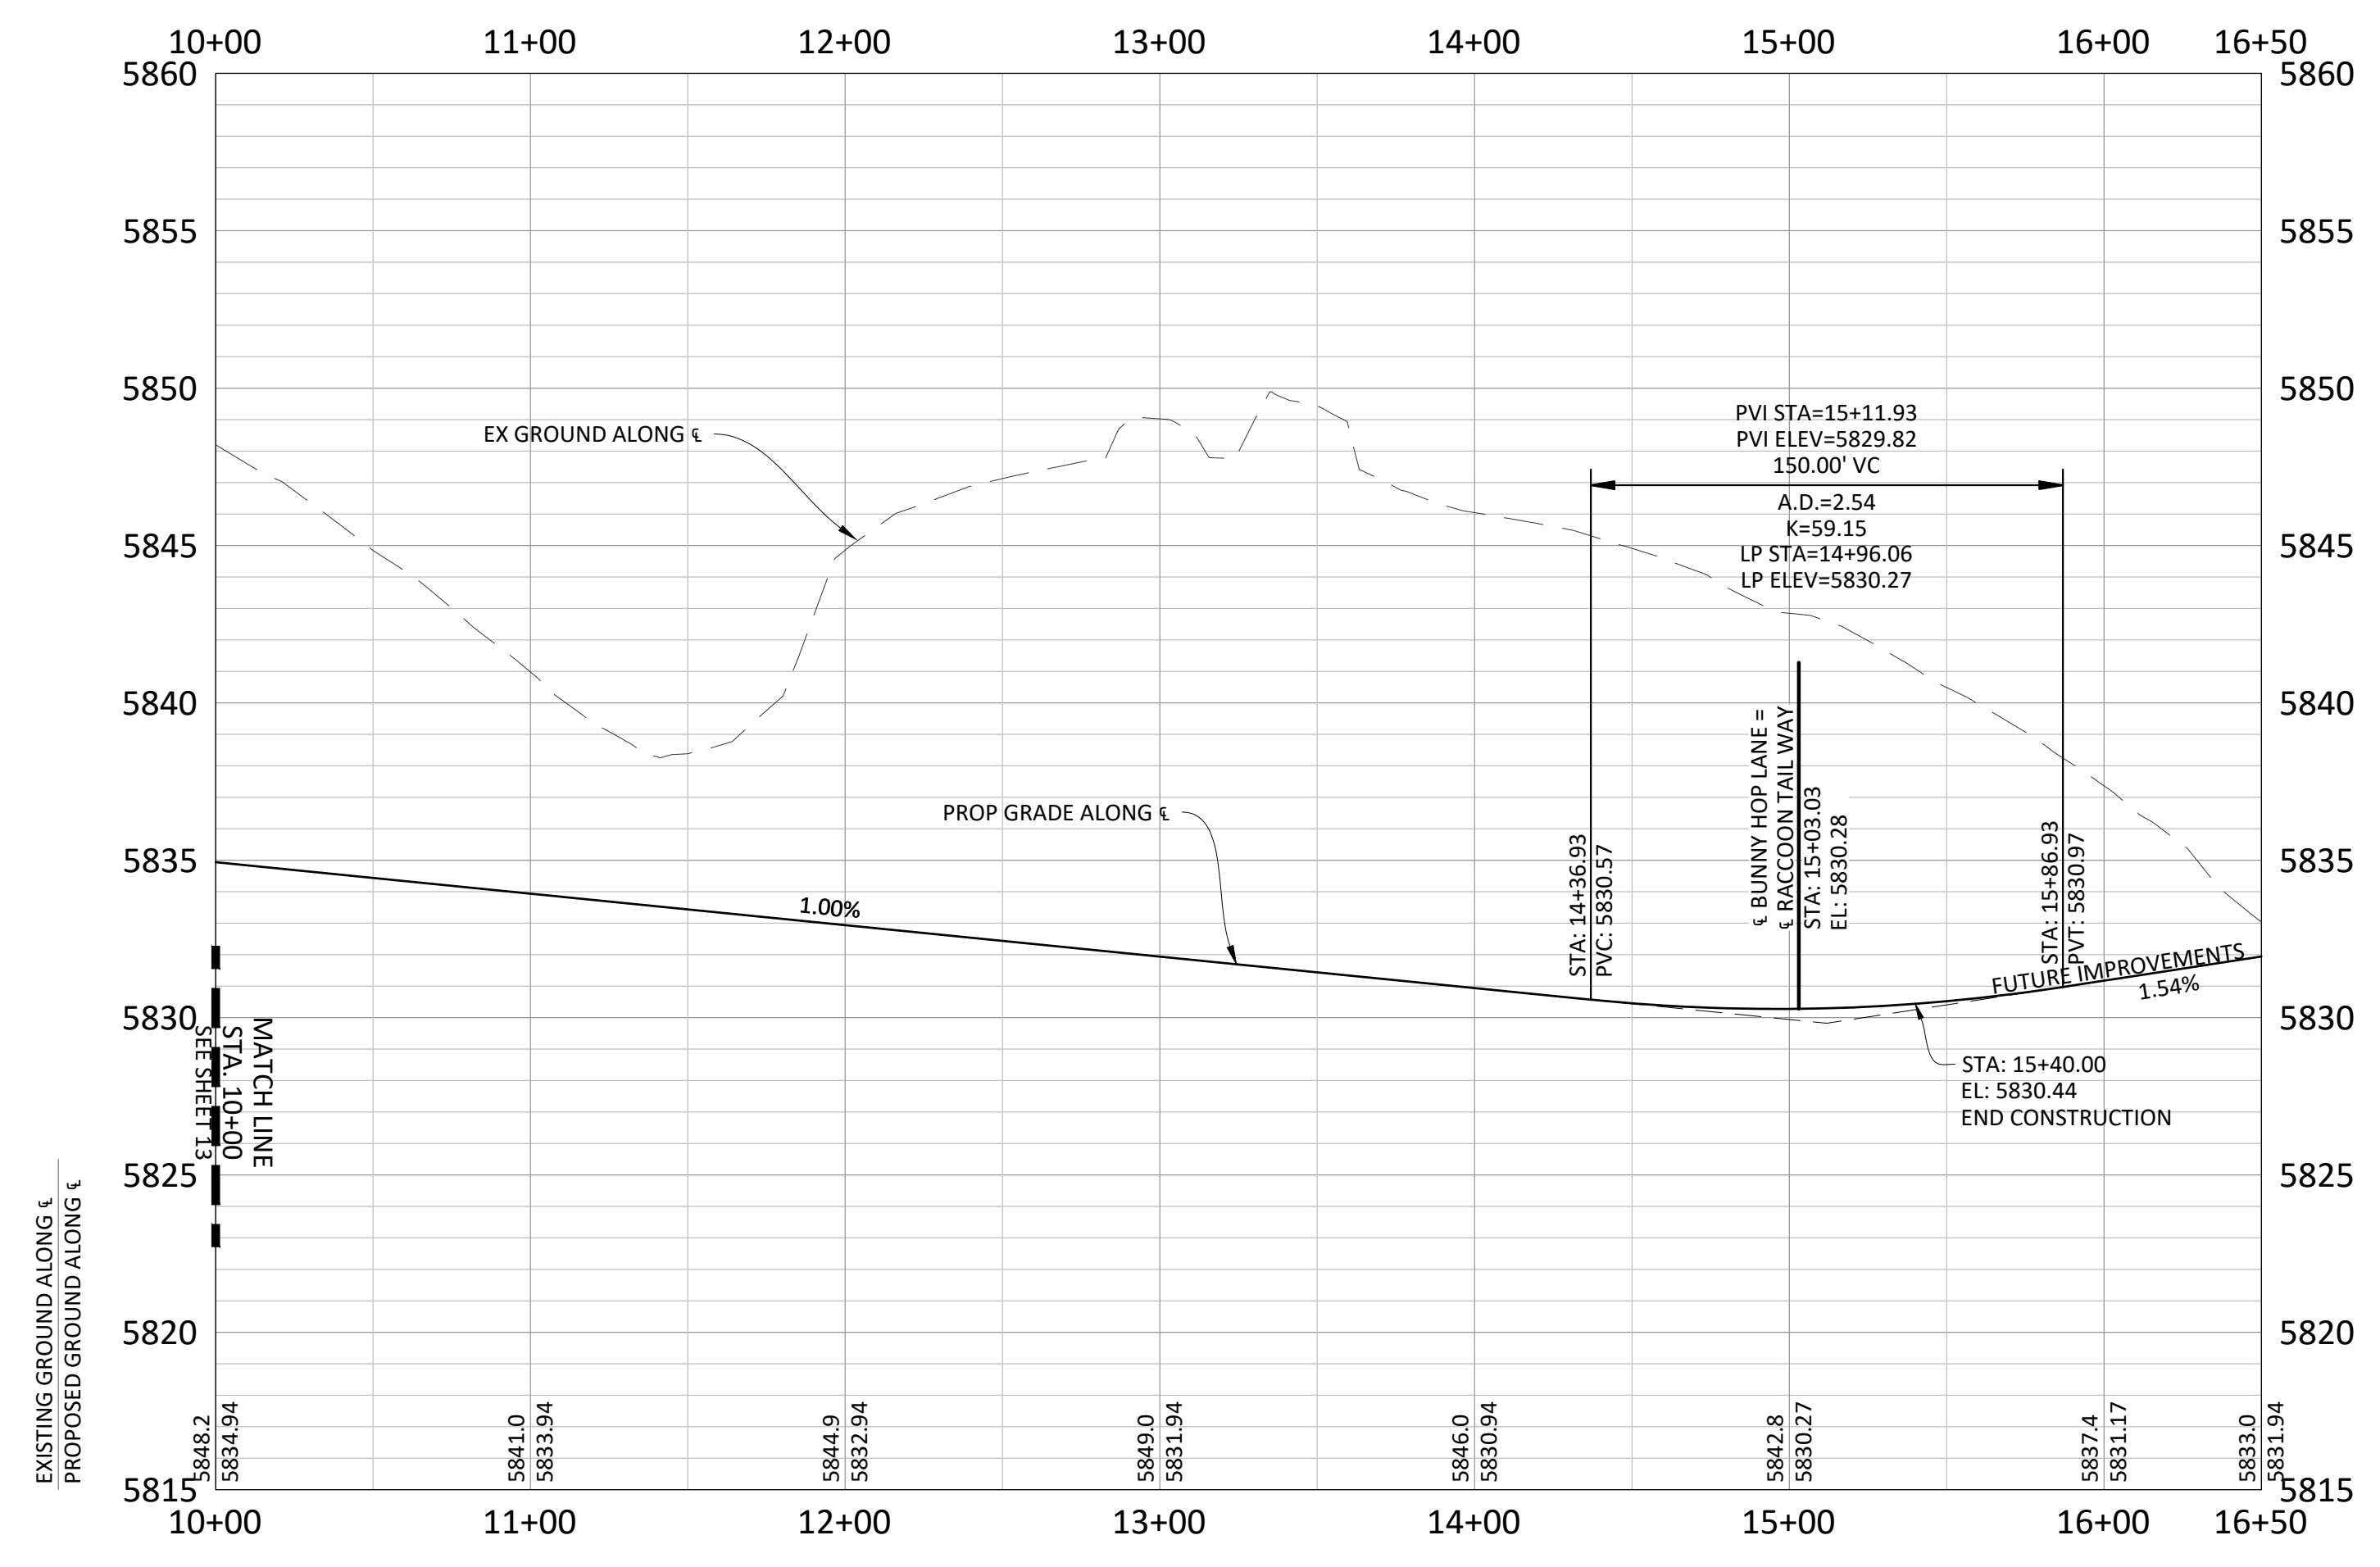 10+00 11+00 12+00 13+00 14+00 15+00 16+00 16+50
5860 5860
5855 5855
5850 5850
5845 5845
5840 5840
5835 5835
5830 5830
5825 5825
5820 5820
5815 5815
EX GROUND ALONG ℄
PVI STA=15+11.93
PVI ELEV=5829.82
150.00' VC
A.D.=2.54
K=59.15
LP STA=14+96.06
LP ELEV=5830.27
PROP GRADE ALONG ℄
1.00%
STA: 14+36.93
PVC: 5830.57
℄ BUNNY HOP LANE =
℄ RACCOON TAIL WAY
STA: 15+03.03
EL: 5830.28
STA: 15+86.93
PVT: 5830.97
FUTURE IMPROVEMENTS
1.54%
STA: 15+40.00
EL: 5830.44
END CONSTRUCTION
MATCH LINE
STA. 10+00
SEE SHEET 13
EXISTING GROUND ALONG ℄
PROPOSED GROUND ALONG ℄
5848.2
5834.94
5841.0
5833.94
5844.9
5832.94
5849.0
5831.94
5846.0
5830.94
5842.8
5830.27
5837.4
5831.17
5833.0
5831.94
10+00 11+00 12+00 13+00 14+00 15+00 16+00 16+50